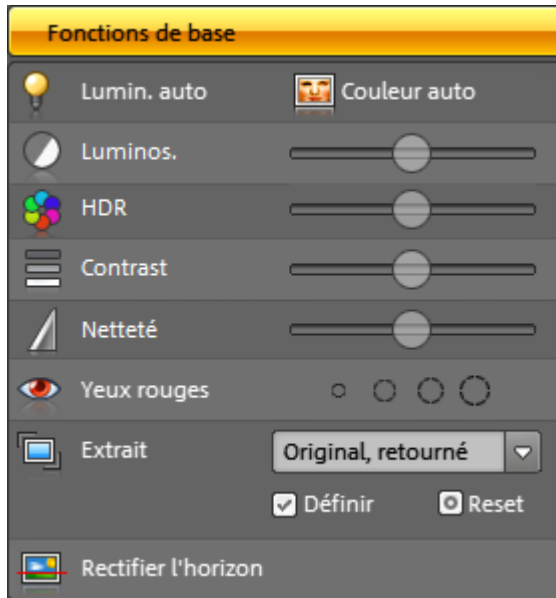 Fonctions de base
Lumin. auto Couleur auto
Luminos.
HDR
Contrast
Netteté
Yeux rouges
Extrait Original, retourné
Définir Reset
Rectifier l'horizon